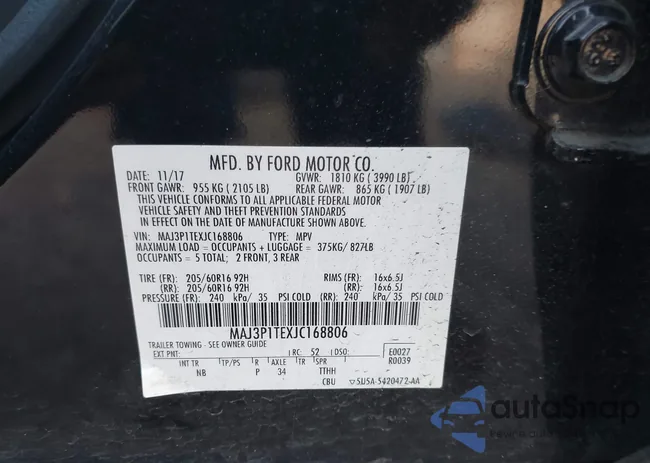 MFD. BY FORD MOTOR CO.
DATE: 11/17 GVWR: 1810 KG ( 3990 LB)
FRONT GAWR: 955 KG ( 2105 LB) REAR GAWR: 865 KG ( 1907 LB)
THIS VEHICLE CONFORMS TO ALL APPLICABLE FEDERAL MOTOR
VEHICLE SAFETY AND THEFT PREVENTION STANDARDS
IN EFFECT ON THE DATE OF MANUFACTURE SHOWN ABOVE.
VIN: MAJ3P1TEXJC168806 TYPE: MPV
MAXIMUM LOAD = OCCUPANTS + LUGGAGE = 375KG/ 827LB
OCCUPANTS = 5 TOTAL; 2 FRONT, 3 REAR
TIRE (FR): 205/60R16 92H RIMS (FR): 16x6.5J
(RR): 205/60R16 92H (RR): 16x6.5J
PRESSURE (FR): 240 kPa/ 35 PSI COLD (RR): 240 kPa/ 35 PSI COLD
MAJ3P1TEXJC168806
TRAILER TOWING - SEE OWNER GUIDE
EXT PNT: RC: 52 DSO: E0027
INT TR TP/PS R AXLE TR SPR R0039
NB P 34 TTHH
CBU 5U5A-5420472-AA
autoSnap